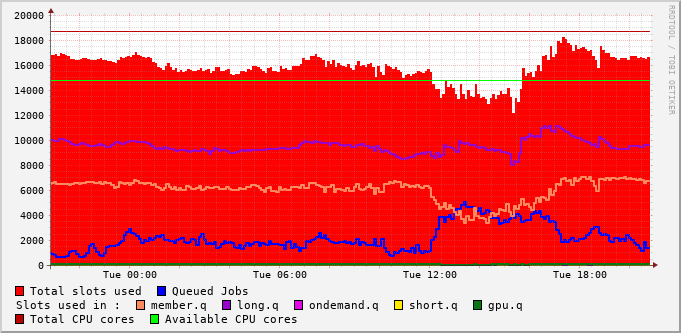 20000
18000
16000
14000
12000
10000
8000
6000
4000
2000
0
Tue 00:00 Tue 06:00 Tue 12:00 Tue 18:00
RRDTOOL / TOBI OETIKER
Total slots used Queued Jobs
Slots used in : member.q long.q ondemand.q short.q gpu.q
Total CPU cores Available CPU cores